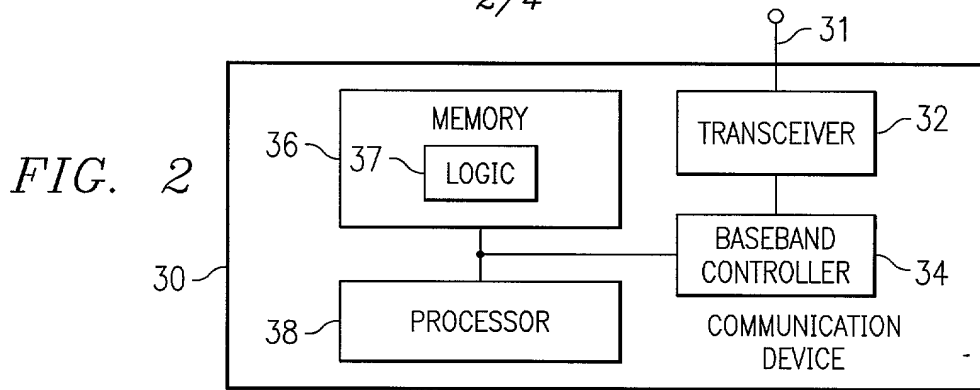 2/4
31
MEMORY
TRANSCEIVER
32
36
37
LOGIC
FIG. 2
BASEBAND
CONTROLLER
34
30
38
PROCESSOR
COMMUNICATION
DEVICE